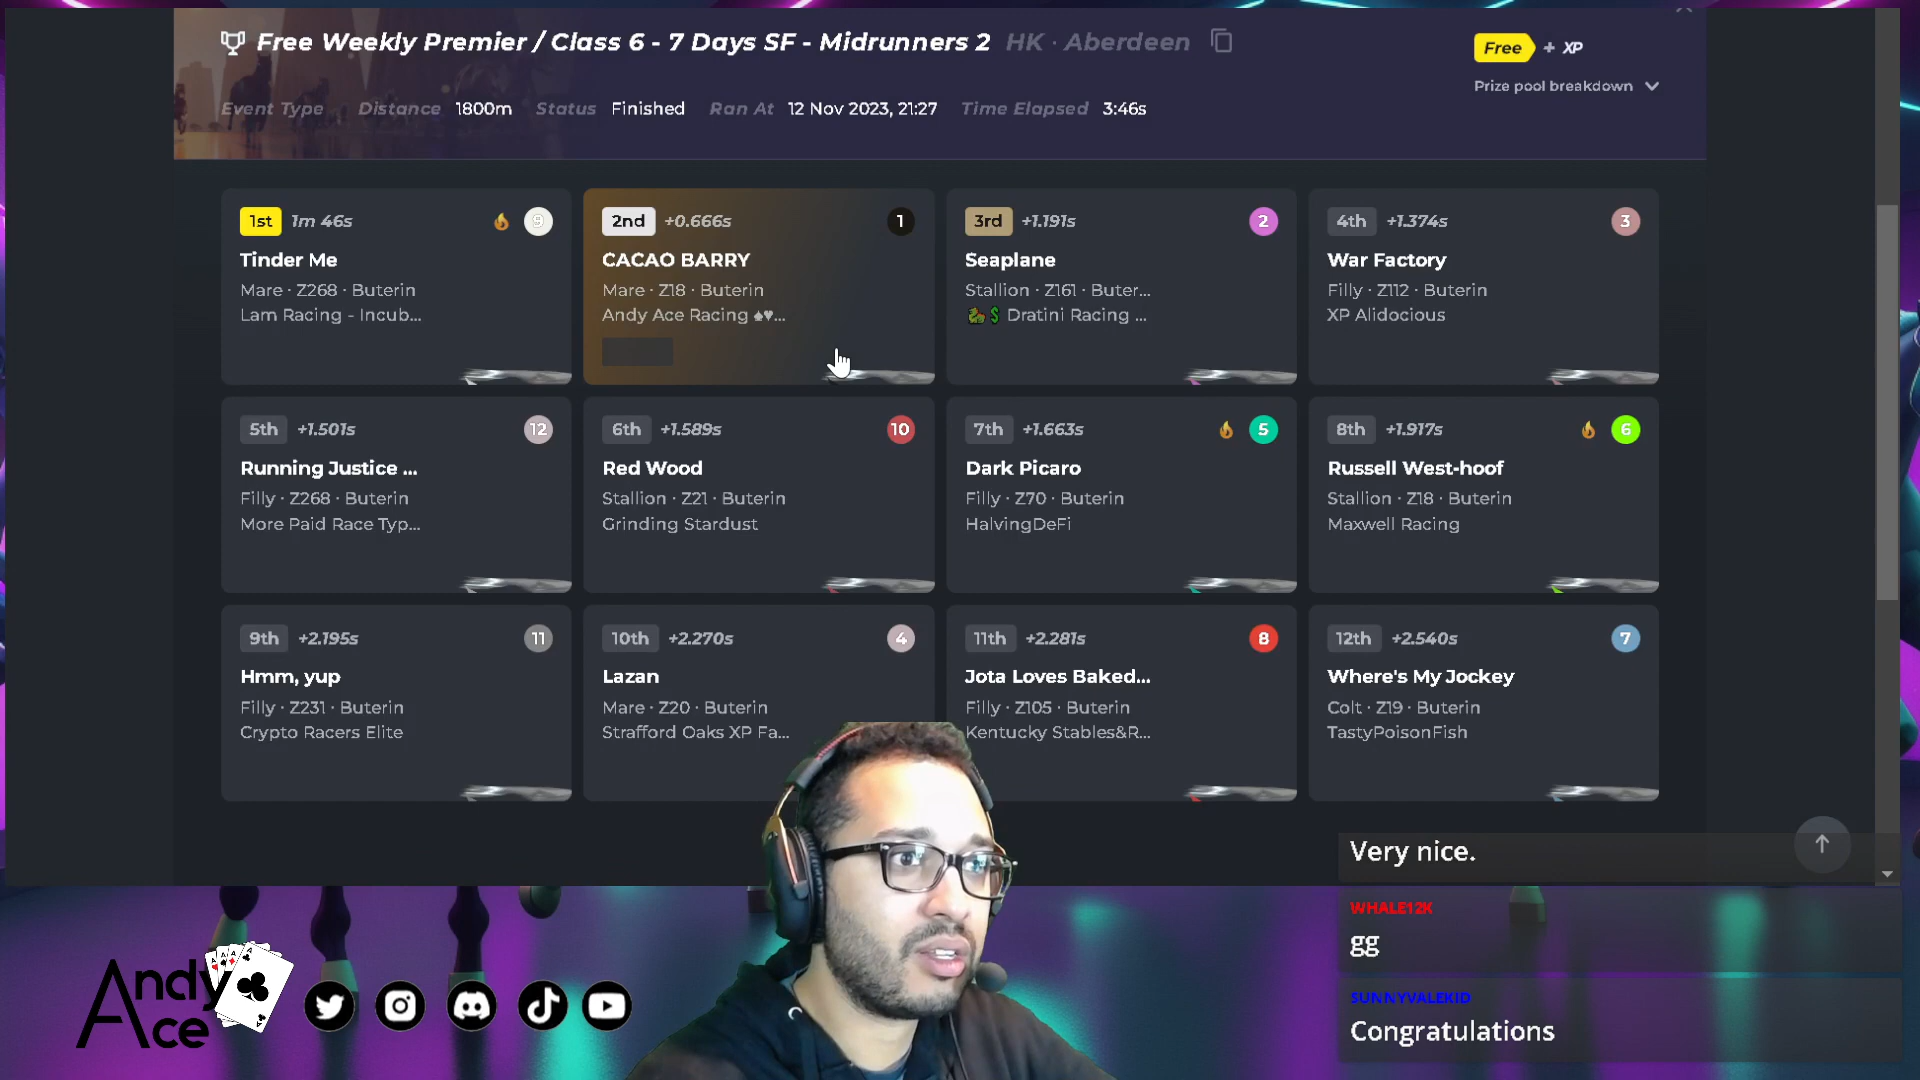 Free Weekly Premier / Class 6 - 7 Days SF - Midrunners 2 HK · Aberdeen
Free + XP
Prize pool breakdown
Event Type Distance 1800m Status Finished Ran At 12 Nov 2023, 21:27 Time Elapsed 3:46s
1st 1m 46s 9
Tinder Me
Mare · Z268 · Buterin
Lam Racing - Incub...
2nd +0.666s 1
CACAO BARRY
Mare · Z18 · Buterin
Andy Ace Racing ♠♥...
3rd +1.191s 2
Seaplane
Stallion · Z161 · Buter...
Dratini Racing ...
4th +1.374s 3
War Factory
Filly · Z112 · Buterin
XP Alidocious
5th +1.501s 12
Running Justice ...
Filly · Z268 · Buterin
More Paid Race Typ...
6th +1.589s 10
Red Wood
Stallion · Z21 · Buterin
Grinding Stardust
7th +1.663s 5
Dark Picaro
Filly · Z70 · Buterin
HalvingDeFi
8th +1.917s 6
Russell West-hoof
Stallion · Z18 · Buterin
Maxwell Racing
9th +2.195s 11
Hmm, yup
Filly · Z231 · Buterin
Crypto Racers Elite
10th +2.270s 4
Lazan
Mare · Z20 · Buterin
Strafford Oaks XP Fa...
11th +2.281s 8
Jota Loves Baked...
Filly · Z105 · Buterin
Kentucky Stables&R...
12th +2.540s 7
Where's My Jockey
Colt · Z19 · Buterin
TastyPoisonFish
Very nice.
WHALE12K
gg
SUNNYVALEKID
Congratulations
Andy
Ace